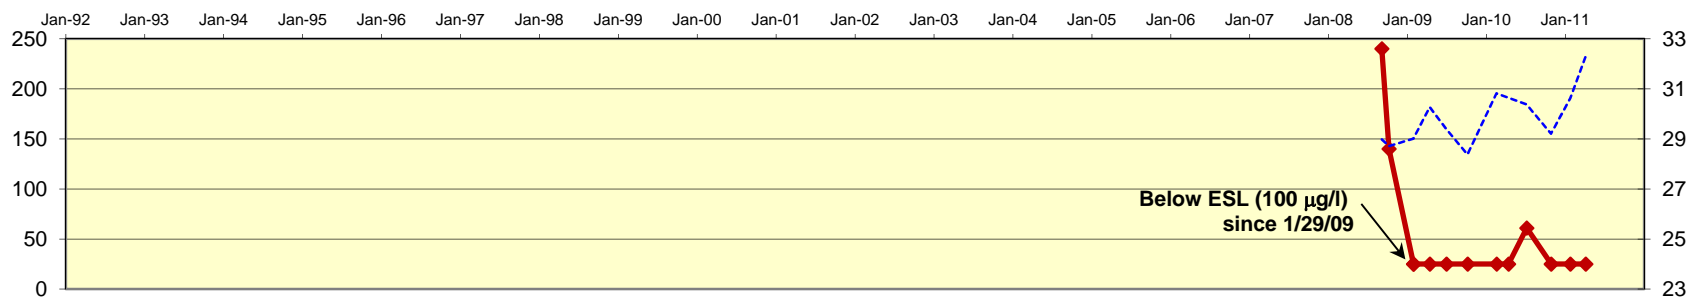 Jan-92 Jan-93 Jan-94 Jan-95 Jan-96 Jan-97 Jan-98 Jan-99 Jan-00 Jan-01 Jan-02 Jan-03 Jan-04 Jan-05 Jan-06 Jan-07 Jan-08 Jan-09 Jan-10 Jan-11
250 33
200 31
150 29
100 27
Below ESL (100 µg/l)
since 1/29/09
50 25
0 23